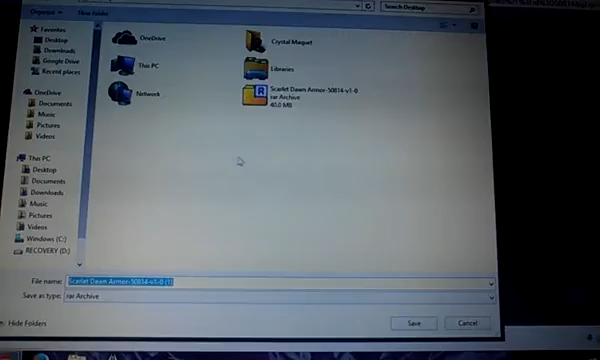 Search Desktop
Organize
New folder
Favorites
Desktop
Downloads
Google Drive
Recent places
OneDrive
Documents
Music
Pictures
Videos
This PC
Desktop
Documents
Downloads
Music
Pictures
Videos
Windows (C:)
RECOVERY (D:)
OneDrive
This PC
Network
Crystal Maguet
Libraries
Scarlet Dawn Armor-50814-v1-0
rar Archive
40.0 MB
File name: Scarlet Dawn Armor-50814-v1-0 (1)
Save as type: rar Archive
Hide Folders
Save
Cancel